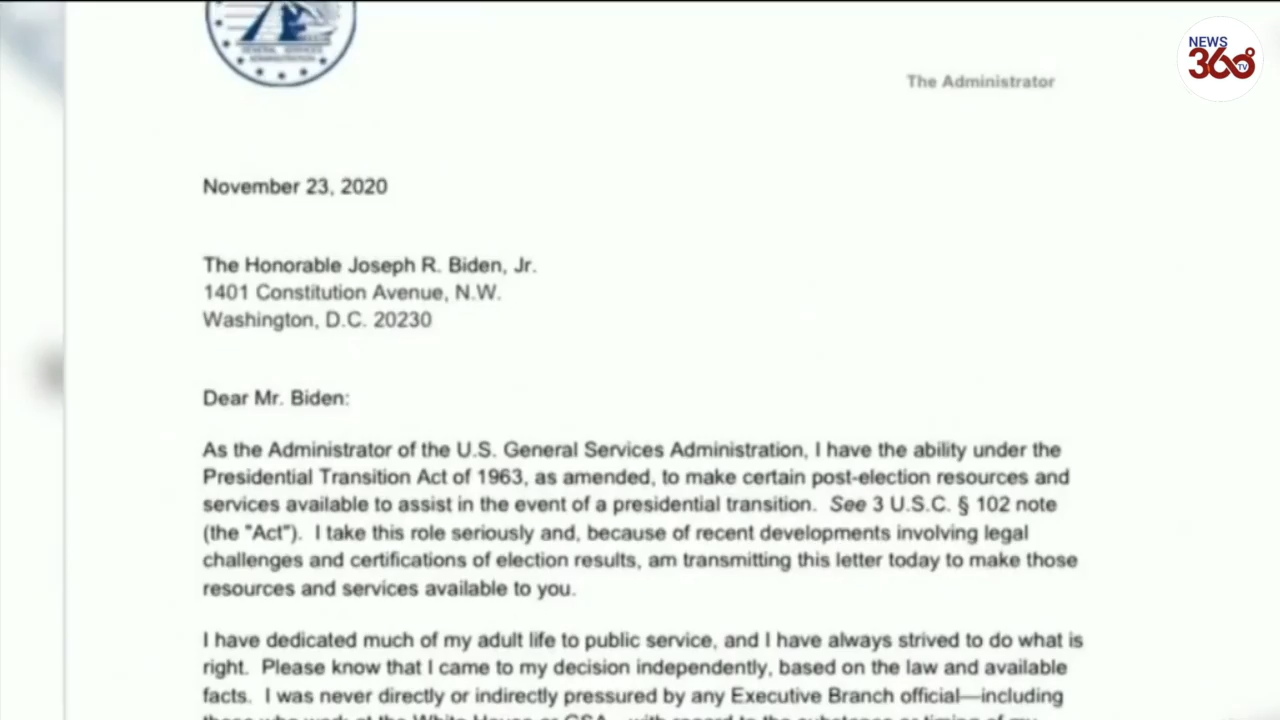 NEWS
360°
TV
GENERAL SERVICES
ADMINISTRATION
The Administrator
November 23, 2020
The Honorable Joseph R. Biden, Jr.
1401 Constitution Avenue, N.W.
Washington, D.C. 20230
Dear Mr. Biden:
As the Administrator of the U.S. General Services Administration, I have the ability under the
Presidential Transition Act of 1963, as amended, to make certain post-election resources and
services available to assist in the event of a presidential transition. See 3 U.S.C. § 102 note
(the "Act"). I take this role seriously and, because of recent developments involving legal
challenges and certifications of election results, am transmitting this letter today to make those
resources and services available to you.
I have dedicated much of my adult life to public service, and I have always strived to do what is
right. Please know that I came to my decision independently, based on the law and available
facts. I was never directly or indirectly pressured by any Executive Branch official—including